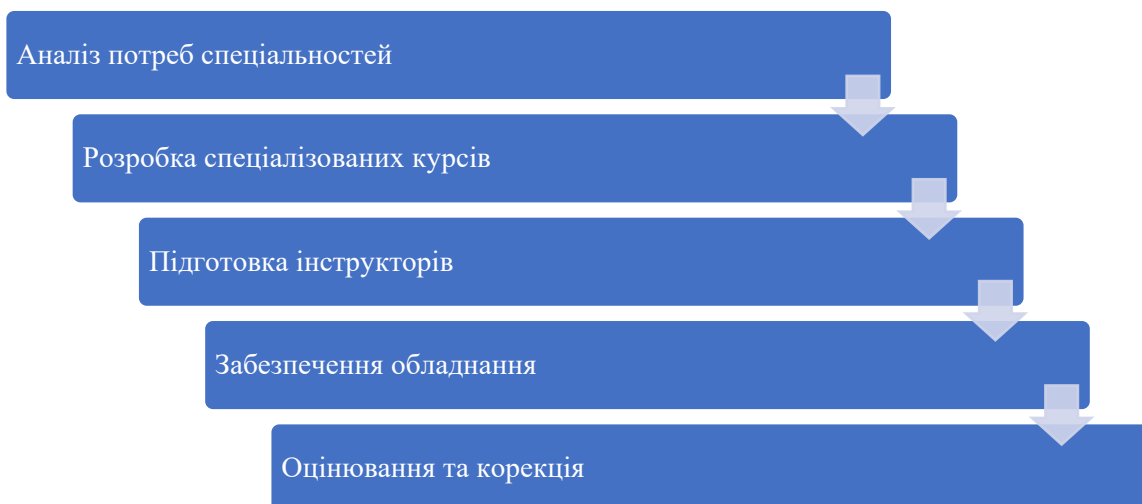 Аналіз потреб спеціальностей
Розробка спеціалізованих курсів
Підготовка інструкторів
Забезпечення обладнання
Оцінювання та корекція